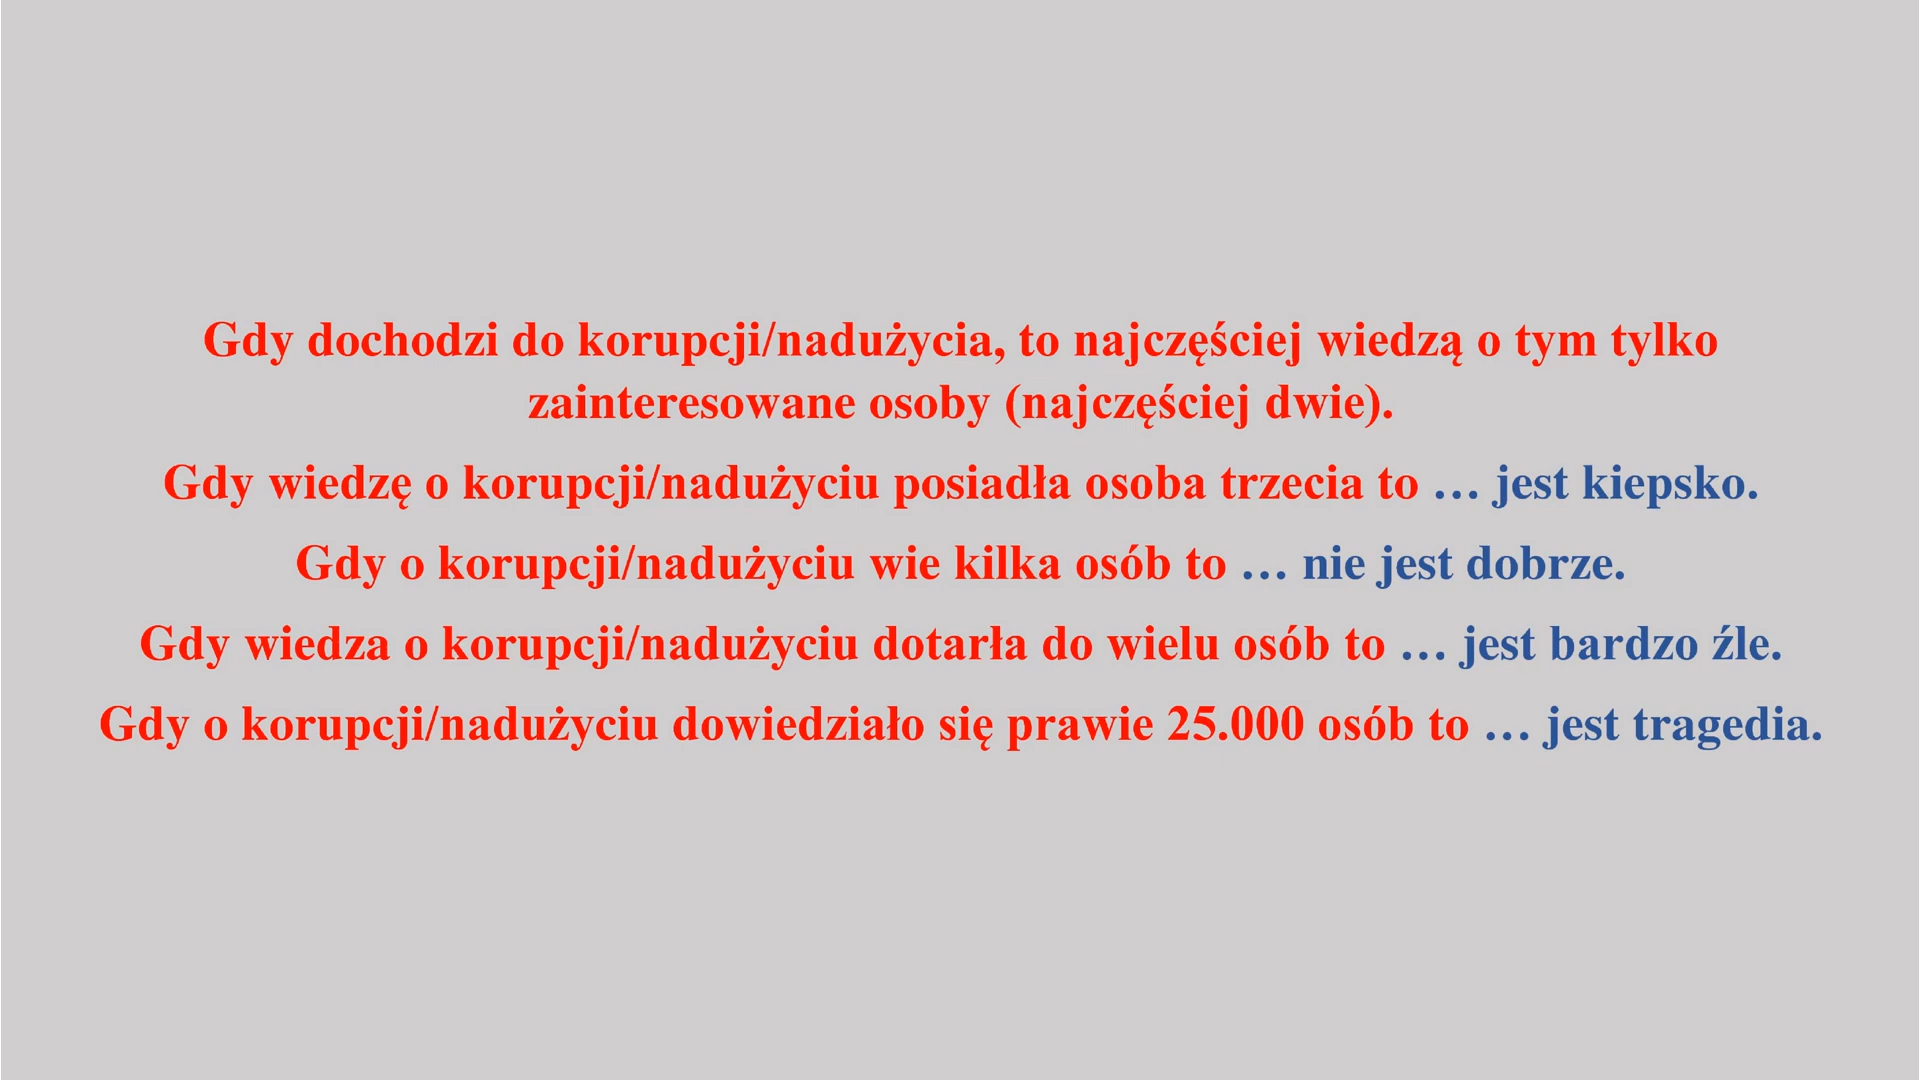 Gdy dochodzi do korupcji/nadużycia, to najczęściej wiedzą o tym tylko
zainteresowane osoby (najczęściej dwie).
Gdy wiedzę o korupcji/nadużyciu posiadła osoba trzecia to … jest kiepsko.
Gdy o korupcji/nadużyciu wie kilka osób to … nie jest dobrze.
Gdy wiedza o korupcji/nadużyciu dotarła do wielu osób to … jest bardzo źle.
Gdy o korupcji/nadużyciu dowiedziało się prawie 25.000 osób to … jest tragedia.